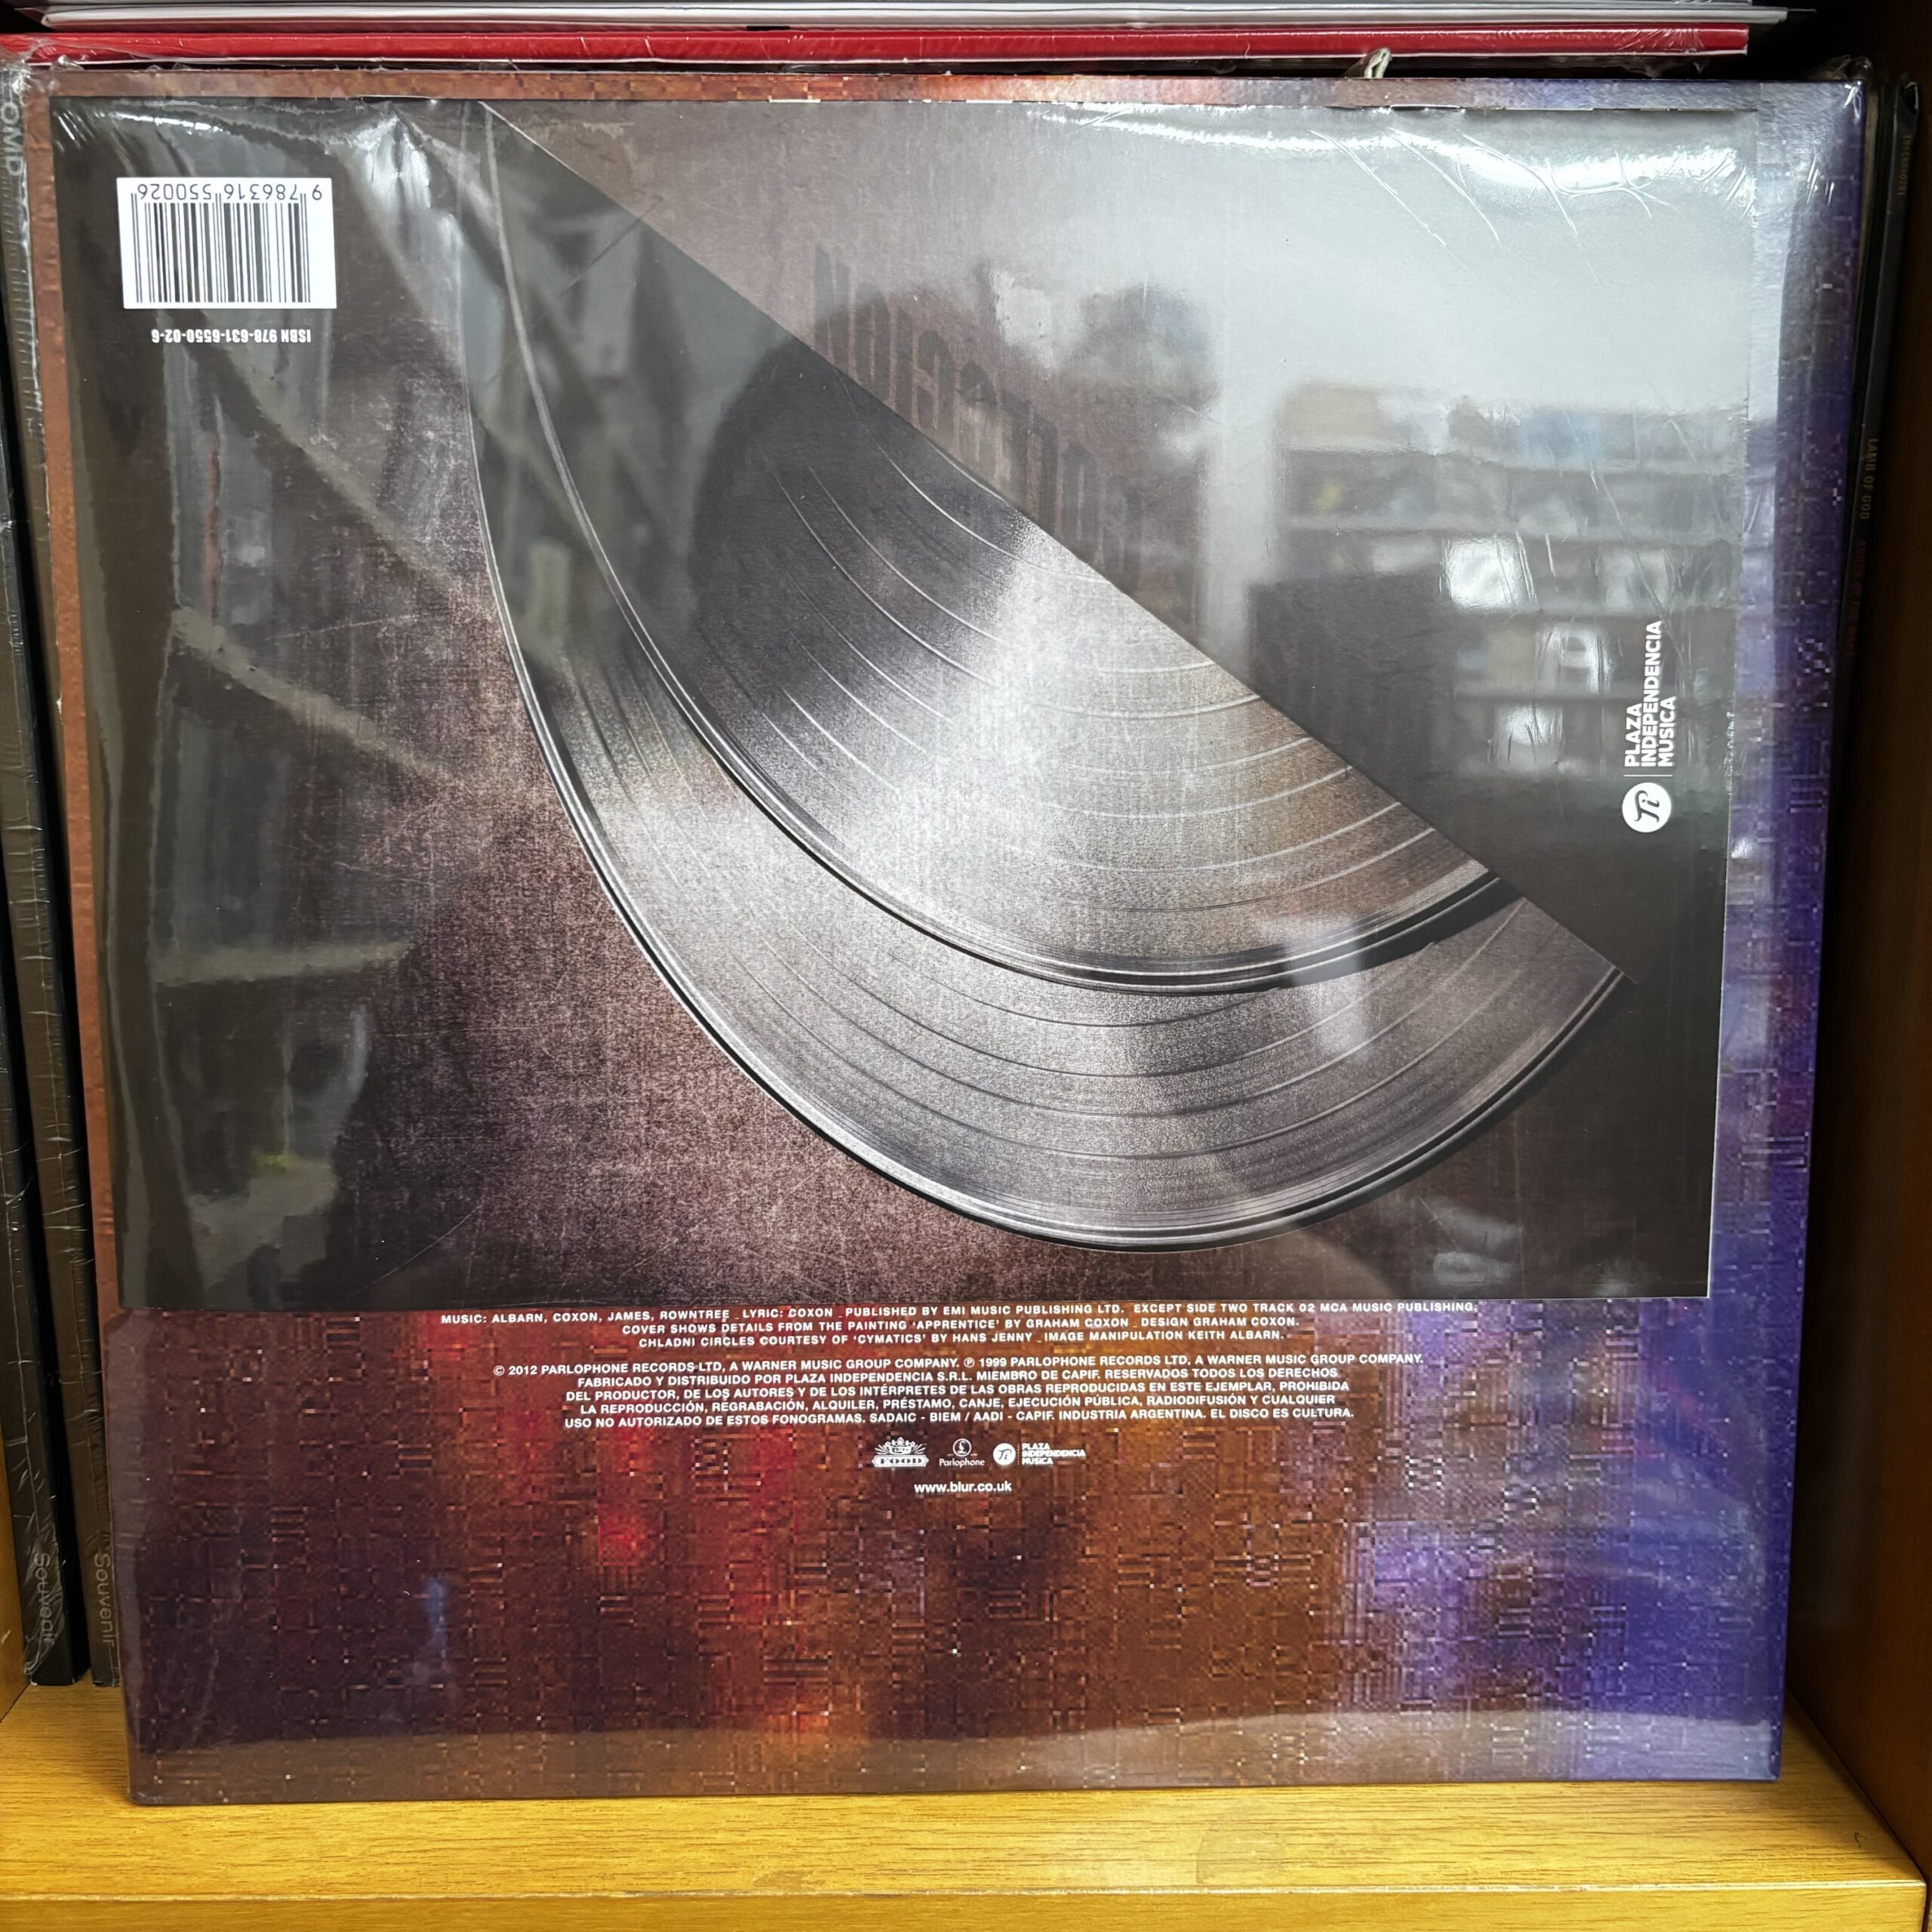 9 786316 550026
ISBN 978-631-6550-02-6
PLAZA
INDEPENDENCIA
MUSICA
MUSIC: ALBARN, COXON, JAMES, ROWNTREE _ LYRIC: COXON _ PUBLISHED BY EMI MUSIC PUBLISHING LTD. EXCEPT SIDE TWO TRACK 02 MCA MUSIC PUBLISHING.
COVER SHOWS DETAILS FROM THE PAINTING 'APPRENTICE' BY GRAHAM COXON _ DESIGN GRAHAM COXON.
CHLADNI CIRCLES COURTESY OF 'CYMATICS' BY HANS JENNY _ IMAGE MANIPULATION KEITH ALBARN.
© 2012 PARLOPHONE RECORDS LTD, A WARNER MUSIC GROUP COMPANY. ℗ 1999 PARLOPHONE RECORDS LTD, A WARNER MUSIC GROUP COMPANY.
FABRICADO Y DISTRIBUIDO POR PLAZA INDEPENDENCIA S.R.L. MIEMBRO DE CAPIF. RESERVADOS TODOS LOS DERECHOS
DEL PRODUCTOR, DE LOS AUTORES Y DE LOS INTÉRPRETES DE LAS OBRAS REPRODUCIDAS EN ESTE EJEMPLAR, PROHIBIDA
LA REPRODUCCIÓN, REGRABACIÓN, ALQUILER, PRÉSTAMO, CANJE, EJECUCIÓN PÚBLICA, RADIODIFUSIÓN Y CUALQUIER
USO NO AUTORIZADO DE ESTOS FONOGRAMAS. SADAIC - BIEM / AADI - CAPIF. INDUSTRIA ARGENTINA. EL DISCO ES CULTURA.
FOOD
Parlophone
PLAZA
INDEPENDENCIA
MUSICA
www.blur.co.uk
OMD
Souvenir
Souvenir
LAMB OF GOD